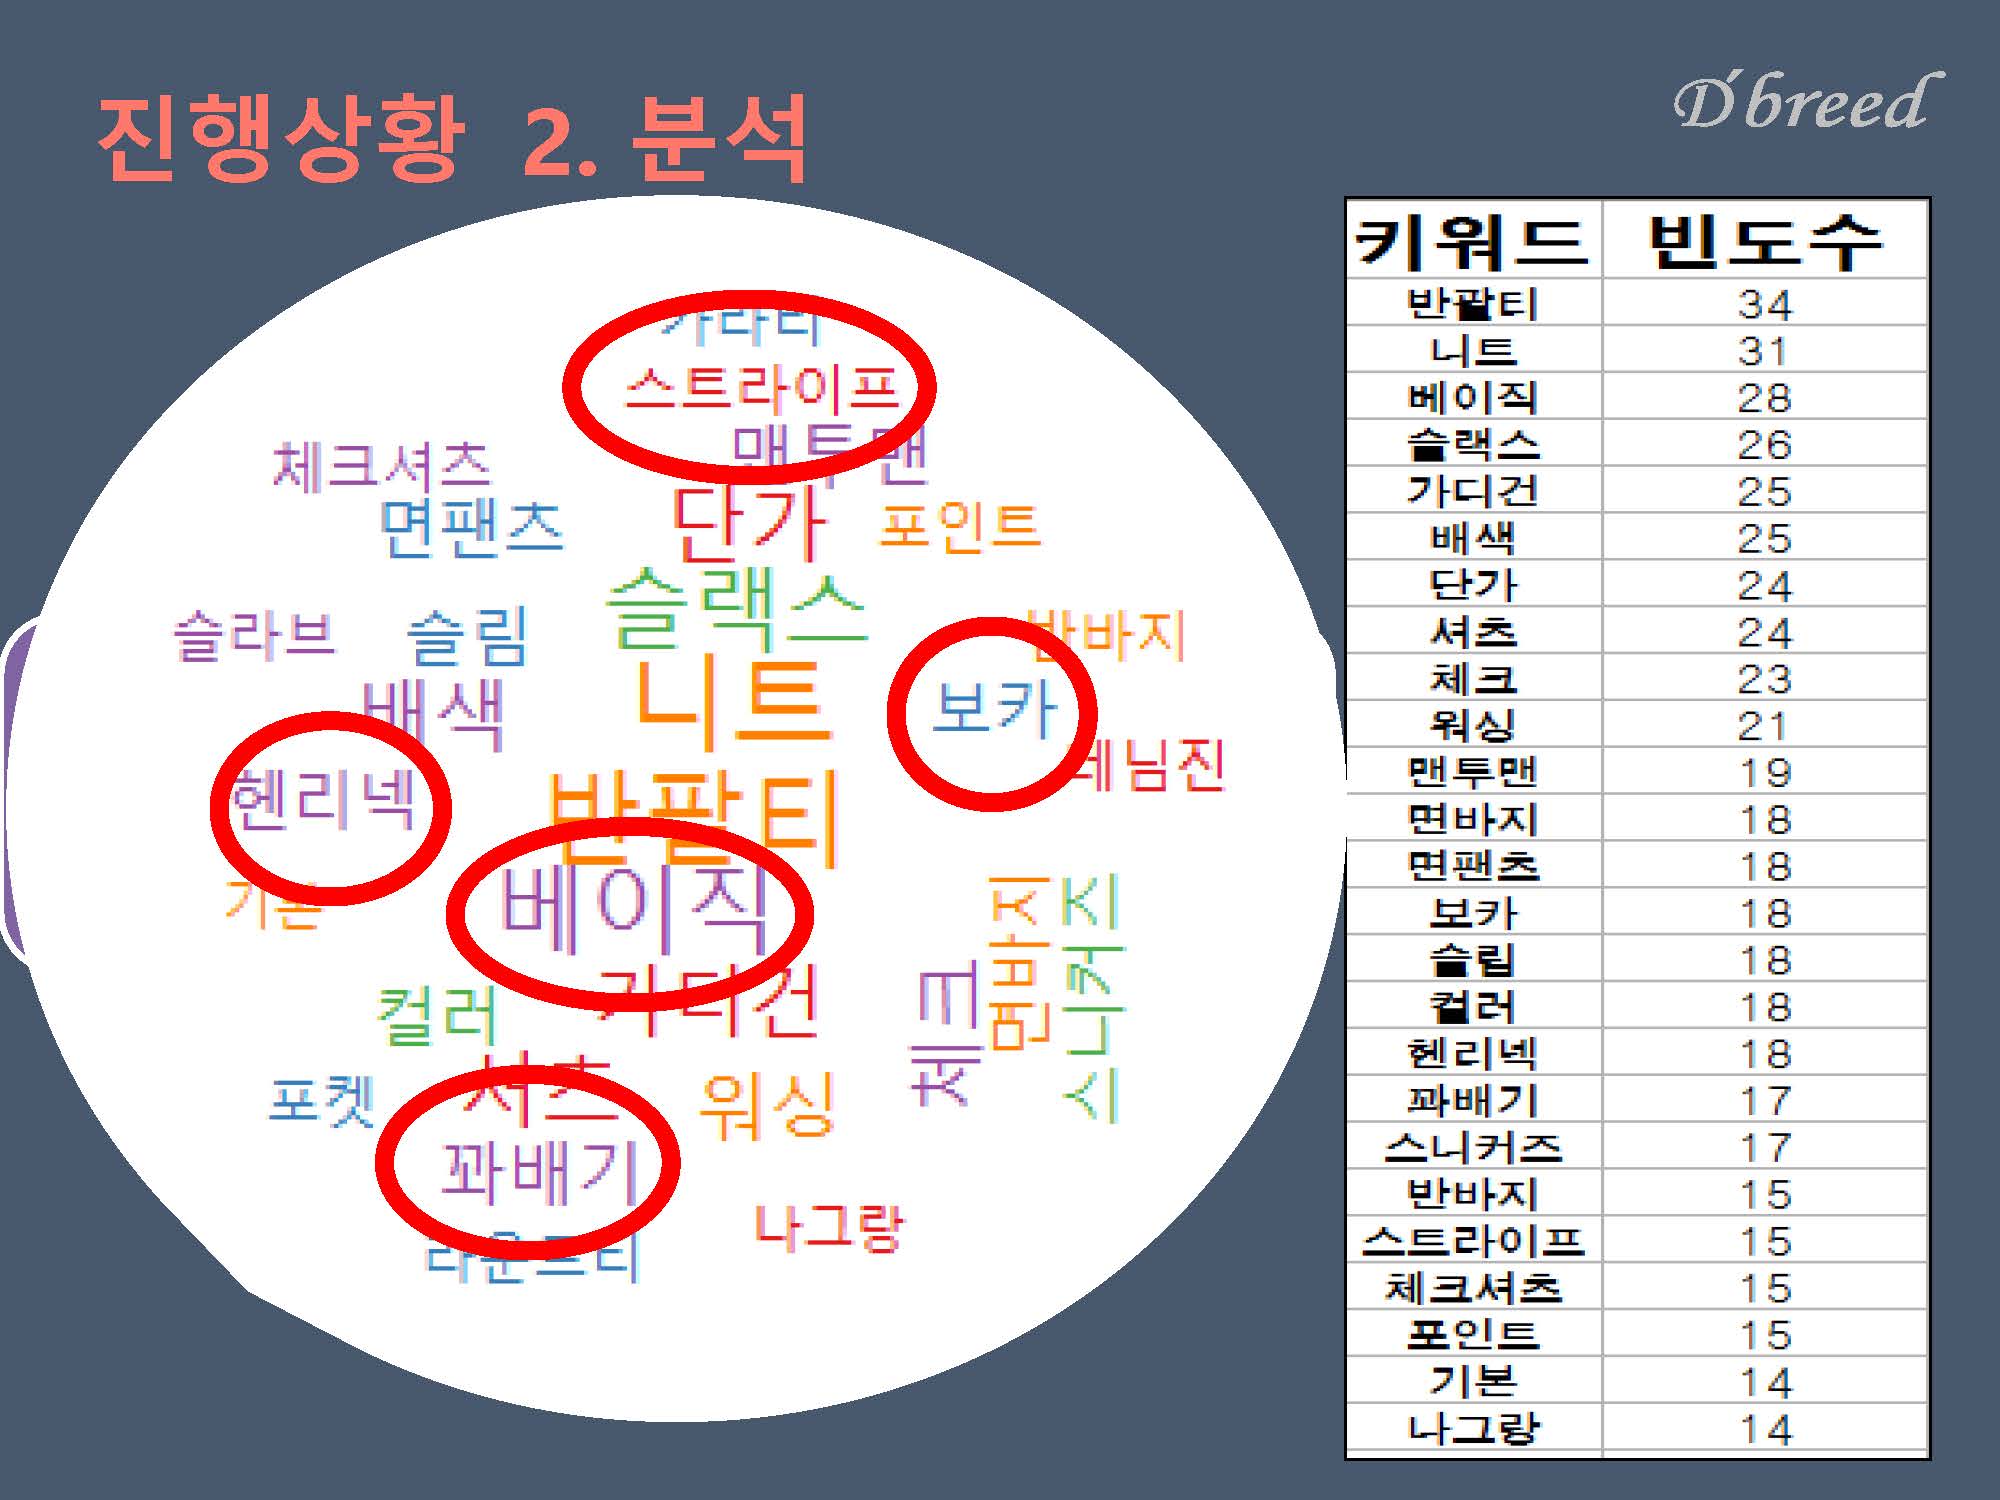 진행상황 2. 분석
D'breed
스트라이프
맨투맨
체크셔츠
면팬츠
단가
포인트
슬랙스
슬라브
슬림
반바지
배색
니트
보카
데님진
헨리넥
반팔티
기본
베이직
가디건
컬러
체크
면바지
스니커즈
셔츠
포켓
워싱
꽈배기
나그랑
키워드 빈도수
반팔티 34
니트 31
베이직 28
슬랙스 26
가디건 25
배색 25
단가 24
셔츠 24
체크 23
워싱 21
맨투맨 19
면바지 18
면팬츠 18
보카 18
슬림 18
컬러 18
헨리넥 18
꽈배기 17
스니커즈 17
반바지 15
스트라이프 15
체크셔츠 15
포인트 15
기본 14
나그랑 14